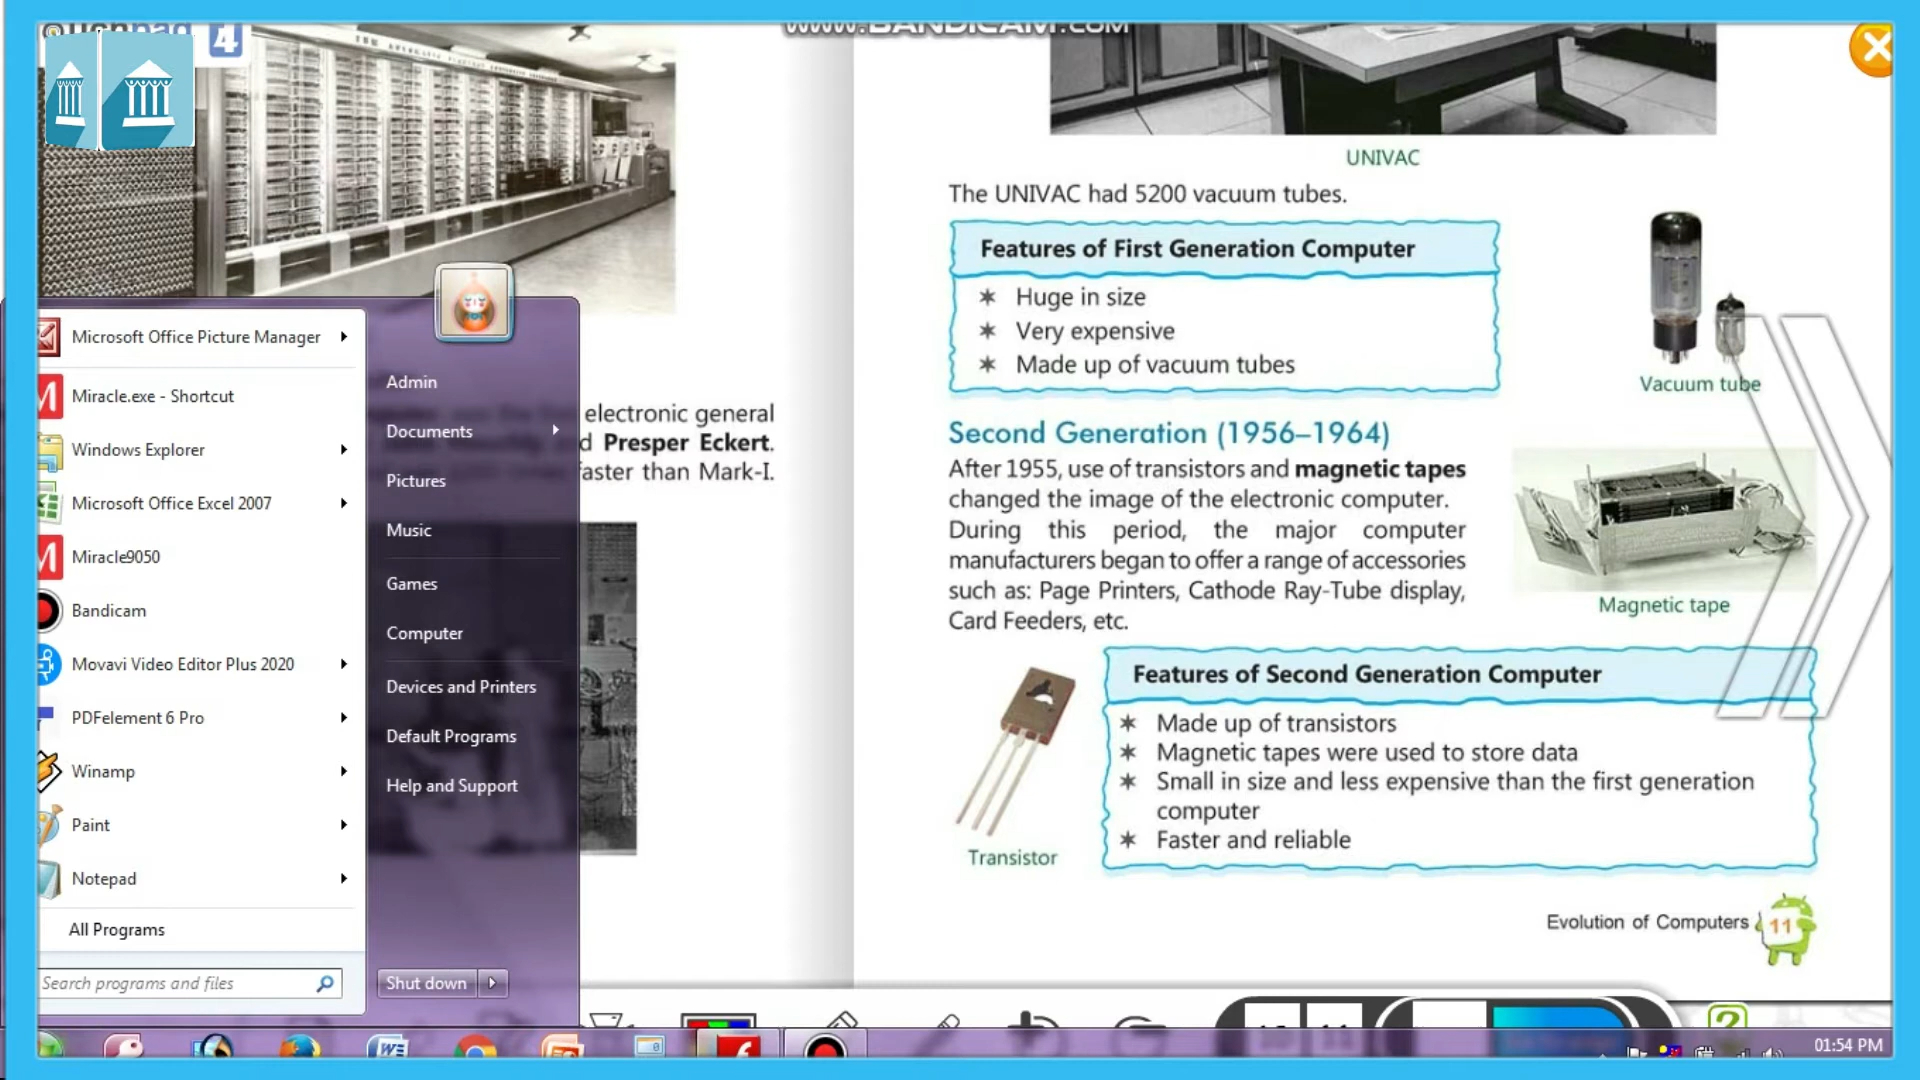 4
WWW.BANDICAM.COM
UNIVAC
The UNIVAC had 5200 vacuum tubes.
Features of First Generation Computer
✶ Huge in size
✶ Very expensive
✶ Made up of vacuum tubes
Vacuum tube
electronic general
Presper Eckert.
faster than Mark-I.
Second Generation (1956–1964)
After 1955, use of transistors and magnetic tapes
changed the image of the electronic computer.
During this period, the major computer
manufacturers began to offer a range of accessories
such as: Page Printers, Cathode Ray-Tube display,
Card Feeders, etc.
Magnetic tape
Features of Second Generation Computer
✶ Made up of transistors
✶ Magnetic tapes were used to store data
✶ Small in size and less expensive than the first generation
computer
✶ Faster and reliable
Transistor
Evolution of Computers 11
Microsoft Office Picture Manager
Miracle.exe - Shortcut
Windows Explorer
Microsoft Office Excel 2007
Miracle9050
Bandicam
Movavi Video Editor Plus 2020
PDFelement 6 Pro
Winamp
Paint
Notepad
All Programs
Search programs and files
Admin
Documents
Pictures
Music
Games
Computer
Devices and Printers
Default Programs
Help and Support
Shut down
01:54 PM